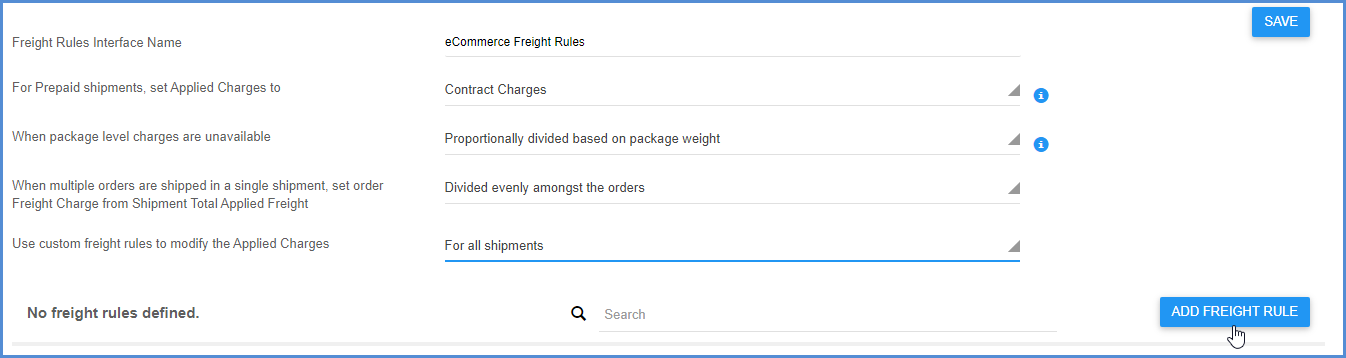 SAVE
Freight Rules Interface Name
eCommerce Freight Rules
For Prepaid shipments, set Applied Charges to
Contract Charges
When package level charges are unavailable
Proportionally divided based on package weight
When multiple orders are shipped in a single shipment, set order
Freight Charge from Shipment Total Applied Freight
Divided evenly amongst the orders
Use custom freight rules to modify the Applied Charges
For all shipments
No freight rules defined.
Search
ADD FREIGHT RULE